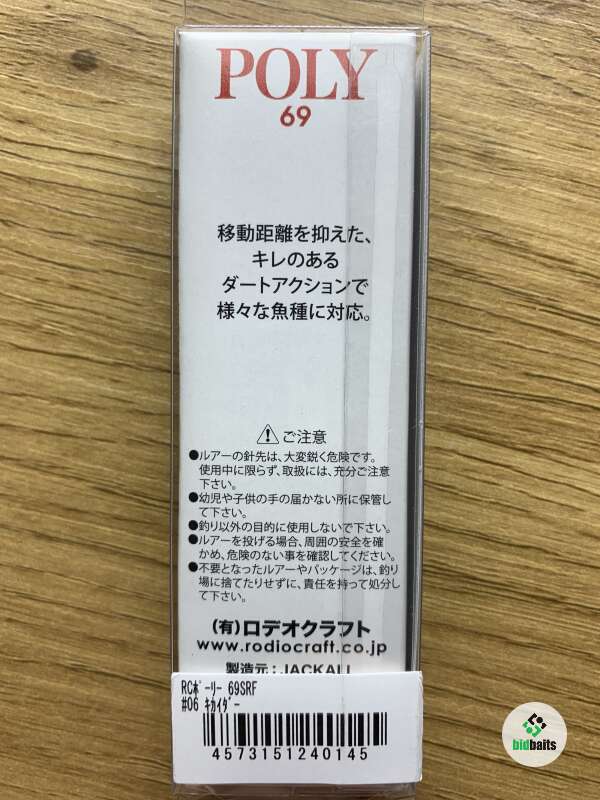 POLY
69
移動距離を抑えた、
キレのある
ダートアクションで
様々な魚種に対応。
ご注意
●ルアーの針先は、大変鋭く危険です。
使用中に限らず、取扱には、充分ご注意
下さい。
●幼児や子供の手の届かない所に保管し
て下さい。
●釣り以外の目的に使用しないで下さい。
●ルアーを投げる場合、周囲の安全を確
かめ、危険のない事を確認してください。
●不要となったルアーやパッケージは、釣り
場に捨てたりせずに、責任を持って処分し
て下さい。
(有)ロデオクラフト
www.rodiocraft.co.jp
製造元:JACKALL
RCﾎﾟｰﾘｰ 69SRF
#06 ｷｶｲﾀﾞｰ
4573151240145
bidbaits